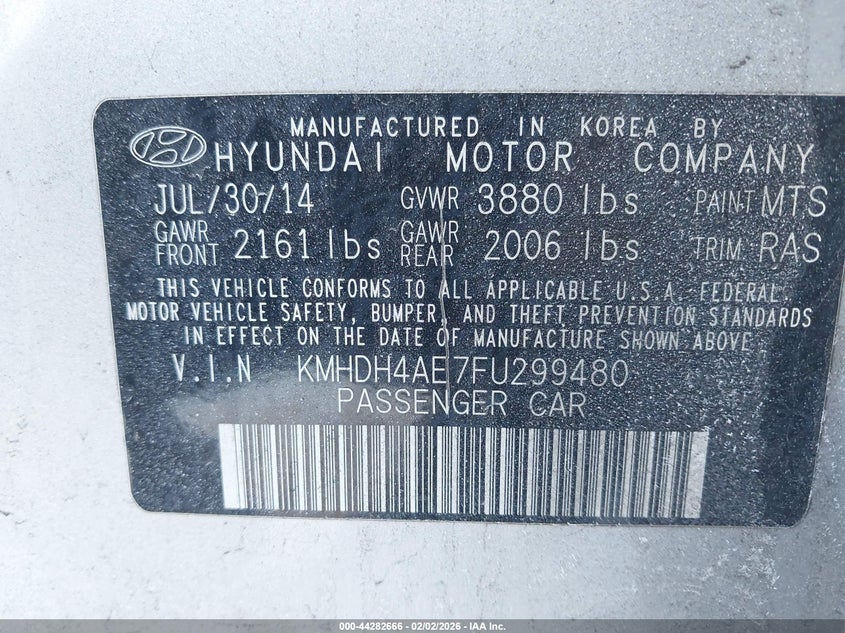 MANUFACTURED IN KOREA BY
HYUNDAI MOTOR COMPANY
JUL/30/14 GVWR 3880 lbs PAINT MTS
GAWR FRONT 2161 lbs GAWR REAR 2006 lbs TRIM RAS
THIS VEHICLE CONFORMS TO ALL APPLICABLE U.S.A. FEDERAL
MOTOR VEHICLE SAFETY, BUMPER, AND THEFT PREVENTION STANDARDS
IN EFFECT ON THE DATE OF MANUFACTURE SHOWN ABOVE.
V.I.N KMHDH4AE7FU299480
PASSENGER CAR
000-44282666 - 02/02/2026 - IAA Inc.